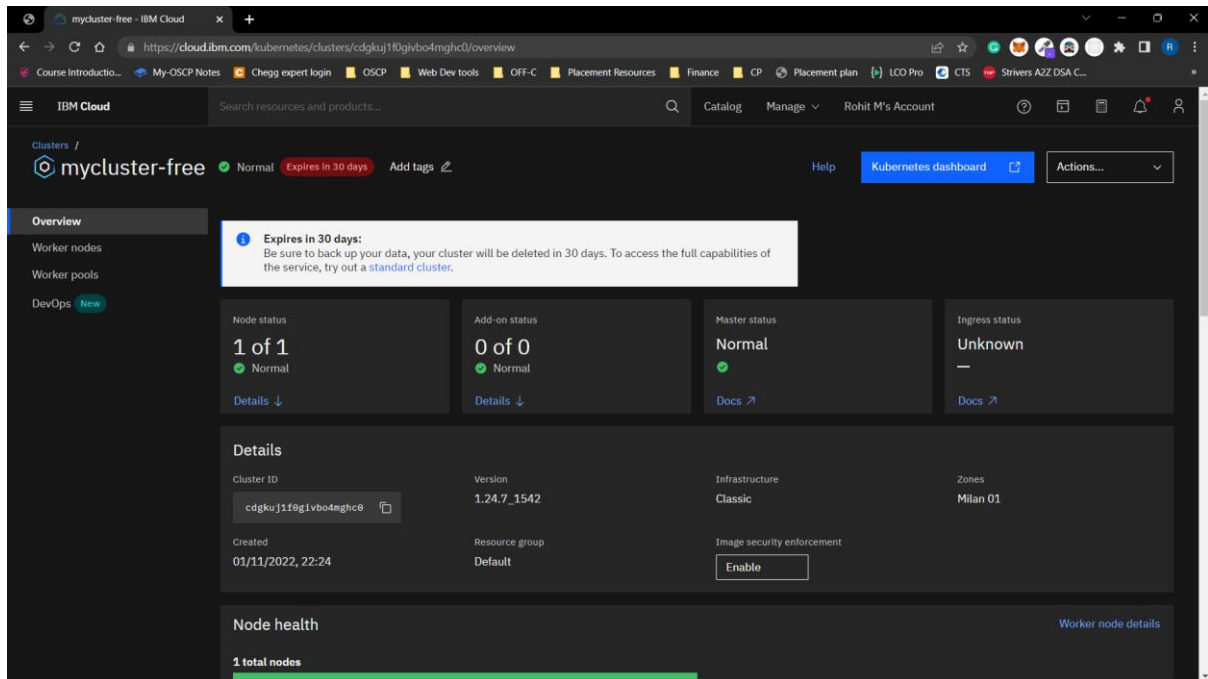 mycluster-free - IBM Cloud
https://cloud.ibm.com/kubernetes/clusters/cdgkuj1f0givbo4mghc0/overview
Course Introductio... My-OSCP Notes Chegg expert login OSCP Web Dev tools OFF-C Placement Resources Finance CP Placement plan LCO Pro CTS Strivers A2Z DSA C...
IBM Cloud Search resources and products... Catalog Manage Rohit M's Account
Clusters /
mycluster-free Normal Expires in 30 days Add tags Help Kubernetes dashboard Actions...
Overview
Worker nodes
Worker pools
DevOps New
Expires in 30 days:
Be sure to back up your data, your cluster will be deleted in 30 days. To access the full capabilities of
the service, try out a standard cluster.
Node status Add-on status Master status Ingress status
1 of 1 0 of 0 Normal Unknown
Normal Normal —
Details ↓ Details ↓ Docs ↗ Docs ↗
Details
Cluster ID Version Infrastructure Zones
cdgkuj1f0givbo4mghc0 1.24.7_1542 Classic Milan 01
Created Resource group Image security enforcement
01/11/2022, 22:24 Default Enable
Node health Worker node details
1 total nodes